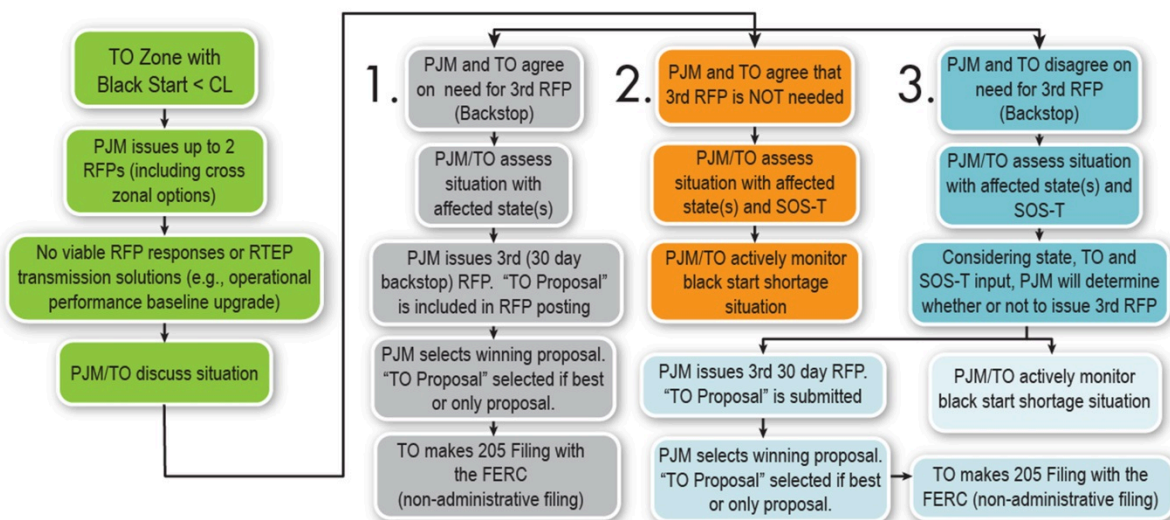 TO Zone with
Black Start < CL
PJM issues up to 2
RFPs (including cross
zonal options)
No viable RFP responses or RTEP
transmission solutions (e.g., operational
performance baseline upgrade)
PJM/TO discuss situation
1.
PJM and TO agree
on need for 3rd RFP
(Backstop)
PJM/TO assess
situation with
affected state(s)
PJM issues 3rd (30 day
backstop) RFP. “TO Proposal”
is included in RFP posting
PJM selects winning proposal.
“TO Proposal” selected if best
or only proposal.
TO makes 205 Filing with
the FERC
(non-administrative filing)
2.
PJM and TO agree that
3rd RFP is NOT needed
PJM/TO assess
situation with affected
state(s) and SOS-T
PJM/TO actively monitor
black start shortage
situation
3.
PJM and TO disagree on
need for 3rd RFP
(Backstop)
PJM/TO assess situation
with affected state(s) and
SOS-T
Considering state, TO and
SOS-T input, PJM will determine
whether or not to issue 3rd RFP
PJM issues 3rd 30 day RFP.
“TO Proposal” is submitted
PJM selects winning proposal.
“TO Proposal” selected if best
or only proposal.
TO makes 205 Filing with the
FERC (non-administrative filing)
PJM/TO actively monitor
black start shortage situation